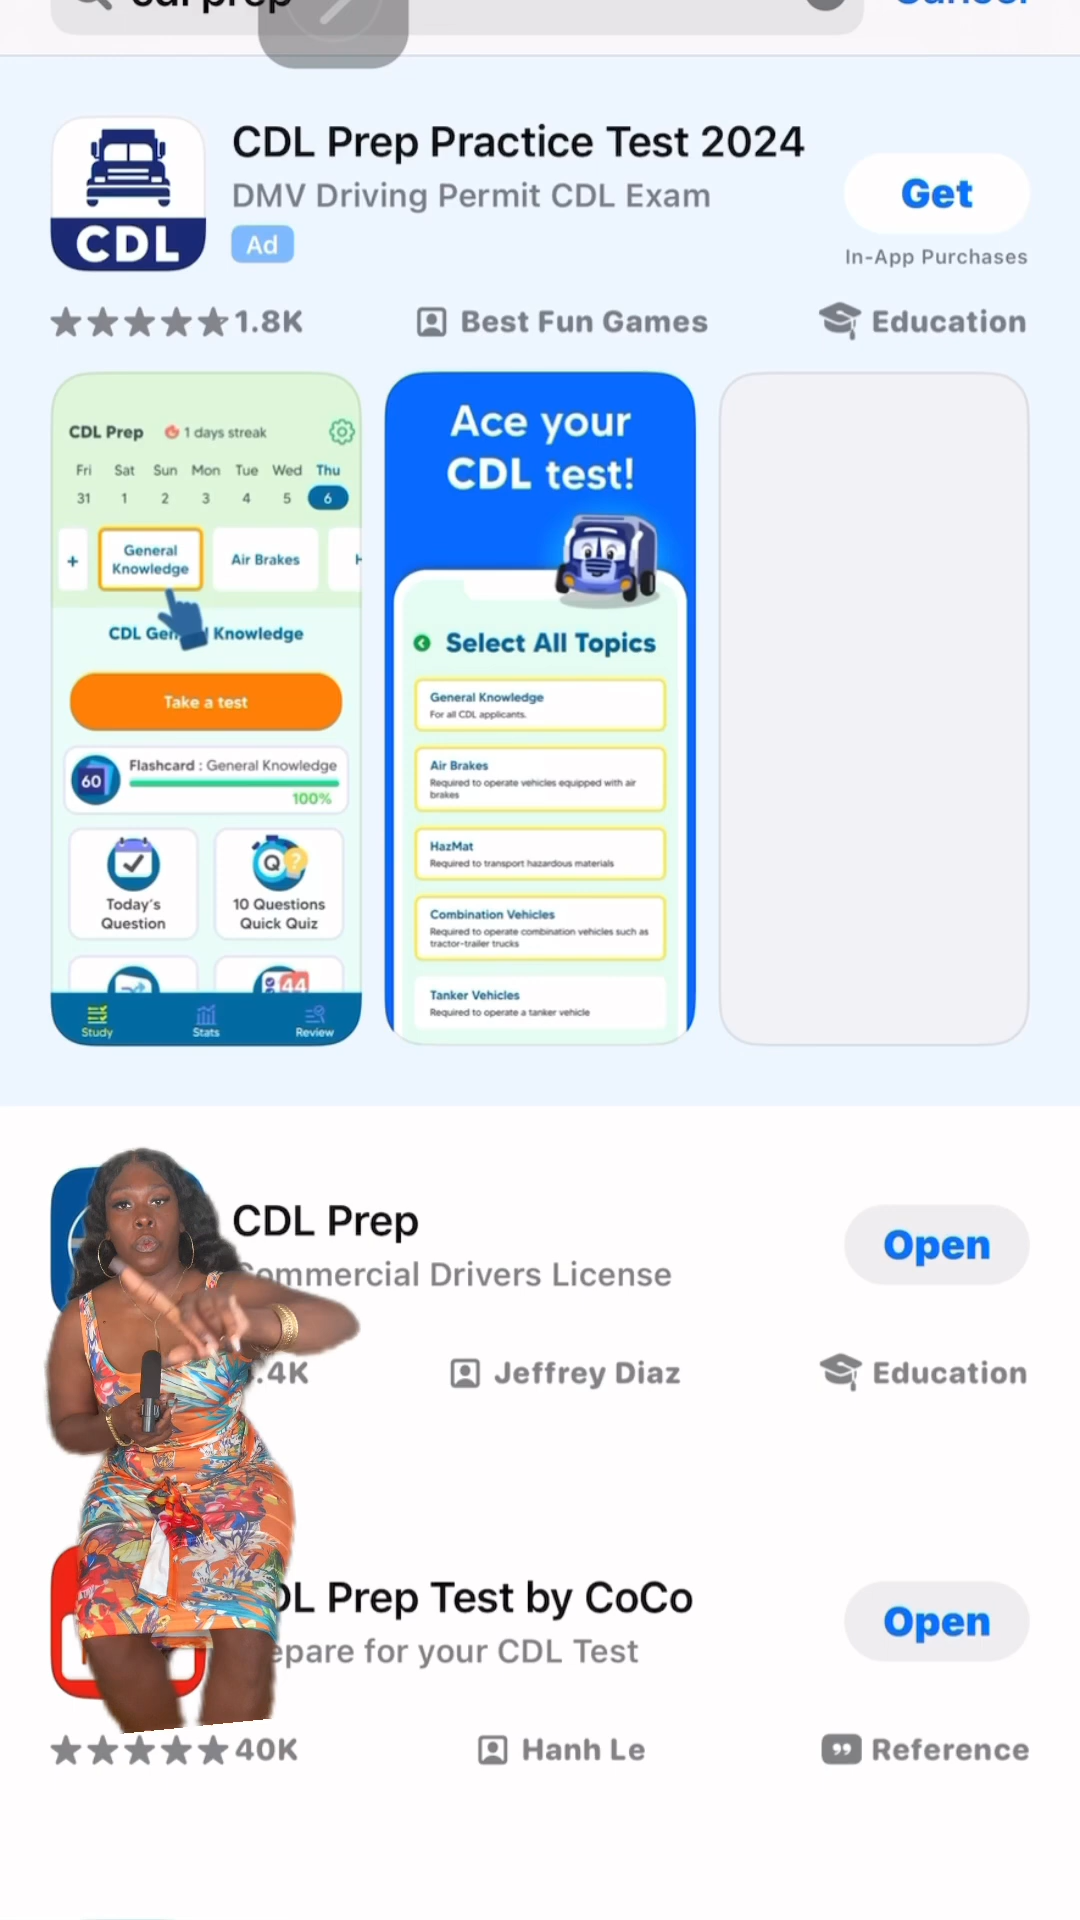 prep
CDL Prep Practice Test 2024
DMV Driving Permit CDL Exam
Ad
Get
In-App Purchases
CDL
1.8K
Best Fun Games
Education
CDL Prep
1 days streak
Fri Sat Sun Mon Tue Wed Thu
31 1 2 3 4 5 6
+
General
Knowledge
Air Brakes
CDL Knowledge
Take a test
60
Flashcard : General Knowledge
100%
Today's
Question
Q ?
10 Questions
Quick Quiz
44
Study
Stats
Review
Ace your
CDL test!
Select All Topics
General Knowledge
For all CDL applicants.
Air Brakes
Required to operate vehicles equipped with air
brakes
HazMat
Required to transport hazardous materials
Combination Vehicles
Required to operate combination vehicles such as
tractor-trailer trucks
Tanker Vehicles
Required to operate a tanker vehicle
CDL Prep
Commercial Drivers License
Open
.4K
Jeffrey Diaz
Education
DL Prep Test by CoCo
epare for your CDL Test
Open
40K
Hanh Le
Reference